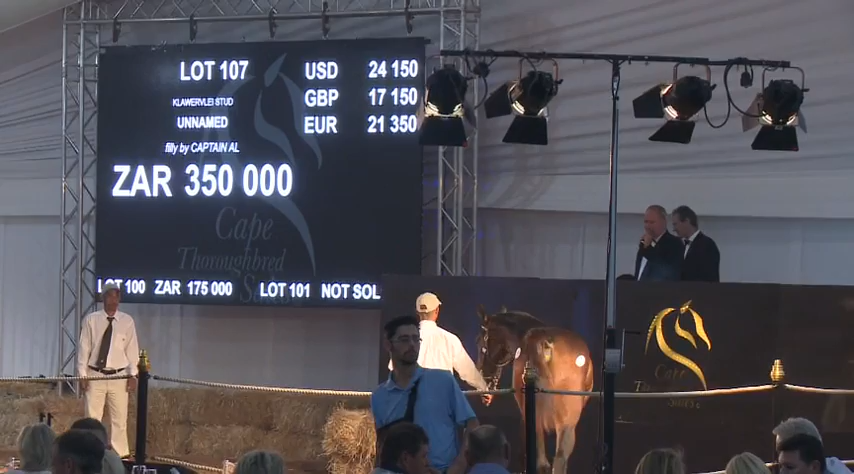 LOT 107
KLAWERVLEI STUD
UNNAMED
filly by CAPTAIN AL
USD 24 150
GBP 17 150
EUR 21 350
ZAR 350 000
Cape
Thoroughbred
Sales
LOT 100 ZAR 175 000 LOT 101 NOT SOL
Cape